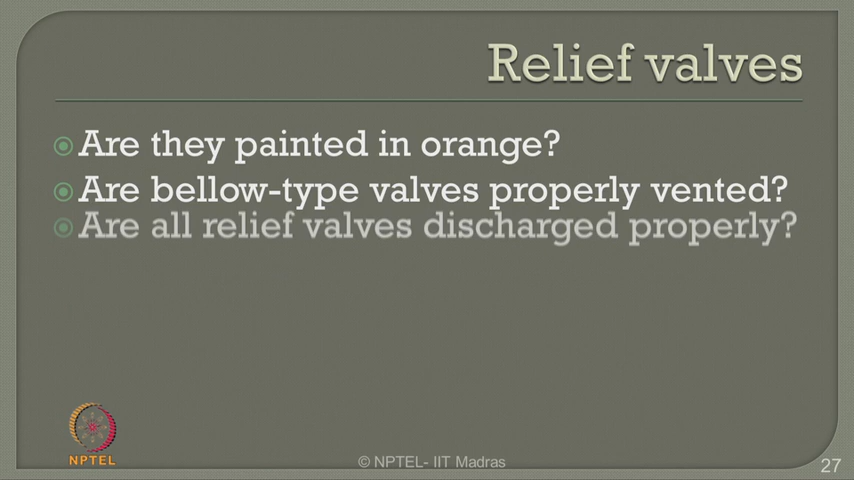 Relief valves
Are they painted in orange?
Are bellow-type valves properly vented?
Are all relief valves discharged properly?
NPTEL
© NPTEL- IIT Madras
27